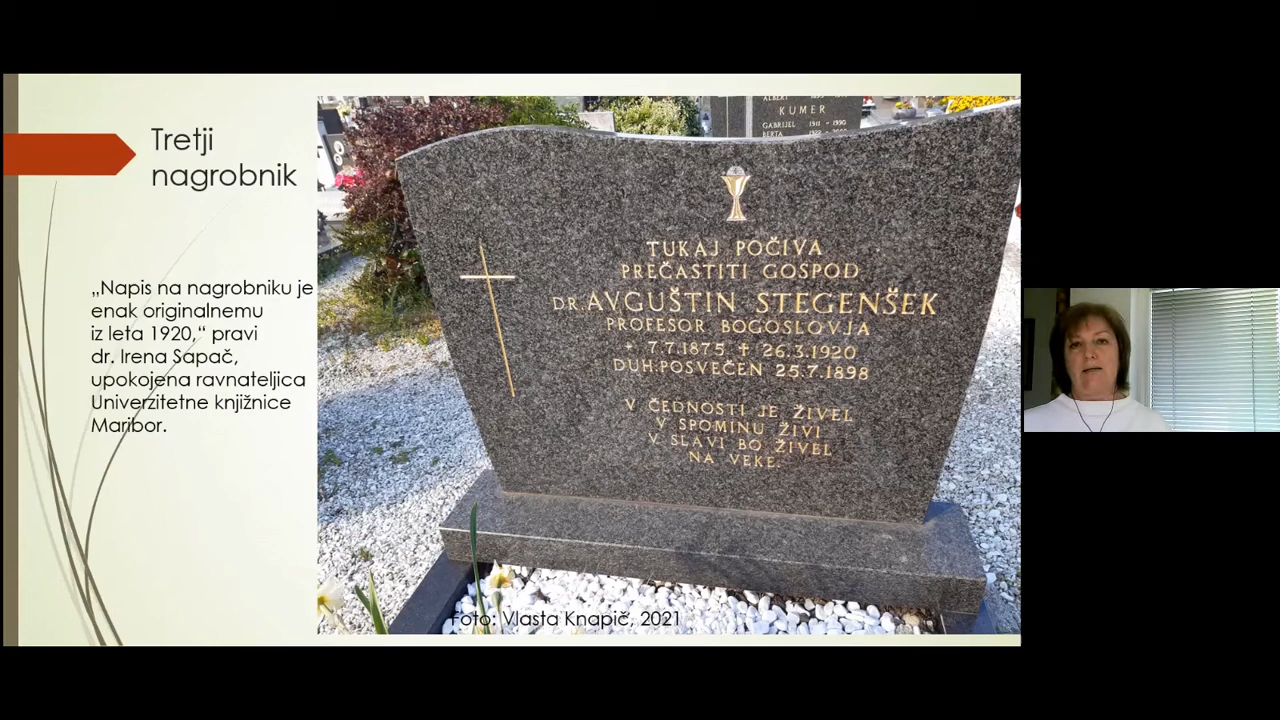 Tretji
nagrobnik
„Napis na nagrobniku je
enak originalnemu
iz leta 1920,“ pravi
dr. Irena Sapač,
upokojena ravnateljica
Univerzitetne knjižnice
Maribor.
KUMER
GABRIJEL 1911 - 1990
BERTA
TUKAJ POČIVA
PREČASTITI GOSPOD
DR. AVGUŠTIN STEGENŠEK
PROFESOR BOGOSLOVJA
+ 7.7.1875 ✝ 26.3.1920
DUH.POSVEČEN 25.7.1898
V ČEDNOSTI JE ŽIVEL
V SPOMINU ŽIVI
V SLAVI BO ŽIVEL
NA VEKE.
Foto: Vlasta Knapič, 2021